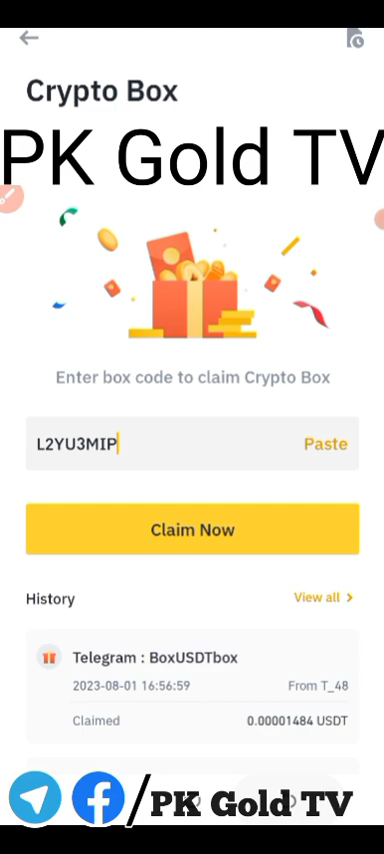 Crypto Box
PK Gold TV
Enter box code to claim Crypto Box
L2YU3MIP
Paste
Claim Now
History
View all >
Telegram : BoxUSDTbox
2023-08-01 16:56:59
From T_48
Claimed
0.00001484 USDT
/PK Gold TV